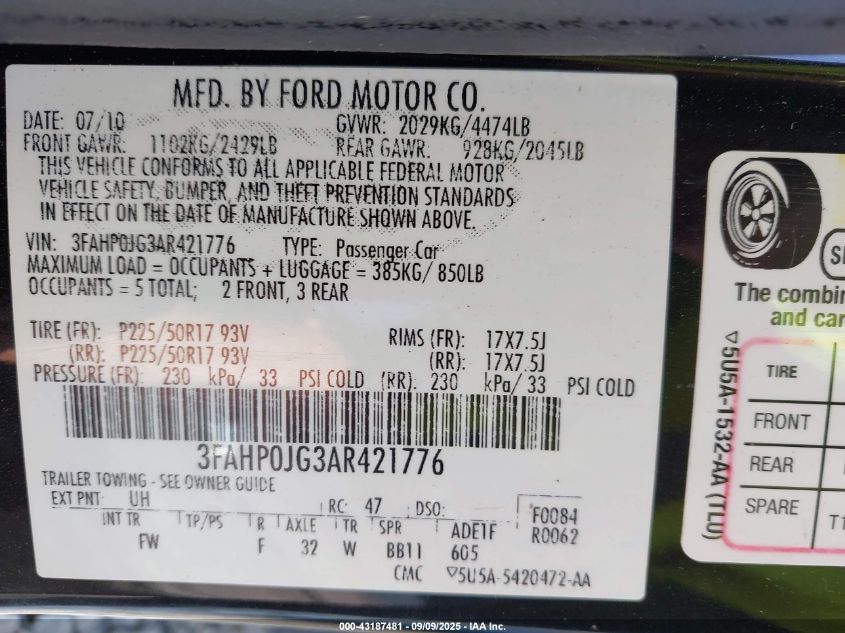 MFD. BY FORD MOTOR CO.
DATE: 07/10 GVWR: 2029KG/4474LB
FRONT GAWR: 1102KG/2429LB REAR GAWR: 928KG/2045LB
THIS VEHICLE CONFORMS TO ALL APPLICABLE FEDERAL MOTOR
VEHICLE SAFETY, BUMPER, AND THEFT PREVENTION STANDARDS
IN EFFECT ON THE DATE OF MANUFACTURE SHOWN ABOVE.
VIN: 3FAHP0JG3AR421776 TYPE: Passenger Car
MAXIMUM LOAD = OCCUPANTS + LUGGAGE = 385KG/ 850LB
OCCUPANTS = 5 TOTAL; 2 FRONT, 3 REAR
TIRE (FR): P225/50R17 93V RIMS (FR): 17X7.5J
(RR): P225/50R17 93V (RR): 17X7.5J
PRESSURE (FR): 230 kPa/ 33 PSI COLD (RR): 230 kPa/ 33 PSI COLD
3FAHP0JG3AR421776
TRAILER TOWING - SEE OWNER GUIDE
EXT PNT: UH RC: 47 DSO: F0084
INT TR TP/PS R AXLE TR SPR ADE1F R0062
FW F 32 W BB11 605
CMC ▽5U5A-5420472-AA
The combin
and car
TIRE
FRONT
REAR
SPARE T1
▽5U5A-1532-AA (TLU)
000-43187481 - 09/09/2025 - IAA Inc.